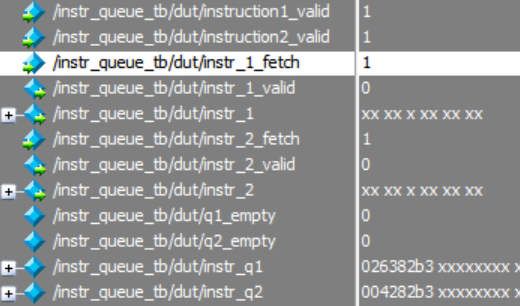 /instr_queue_tb/dut/instruction1_valid 1
/instr_queue_tb/dut/instruction2_valid 1
/instr_queue_tb/dut/instr_1_fetch 1
/instr_queue_tb/dut/instr_1_valid 0
/instr_queue_tb/dut/instr_1 xx xx x xx xx xx
/instr_queue_tb/dut/instr_2_fetch 1
/instr_queue_tb/dut/instr_2_valid 0
/instr_queue_tb/dut/instr_2 xx xx x xx xx xx
/instr_queue_tb/dut/q1_empty 0
/instr_queue_tb/dut/q2_empty 0
/instr_queue_tb/dut/instr_q1 026382b3 xxxxxxxx x
/instr_queue_tb/dut/instr_q2 004282b3 xxxxxxxx x